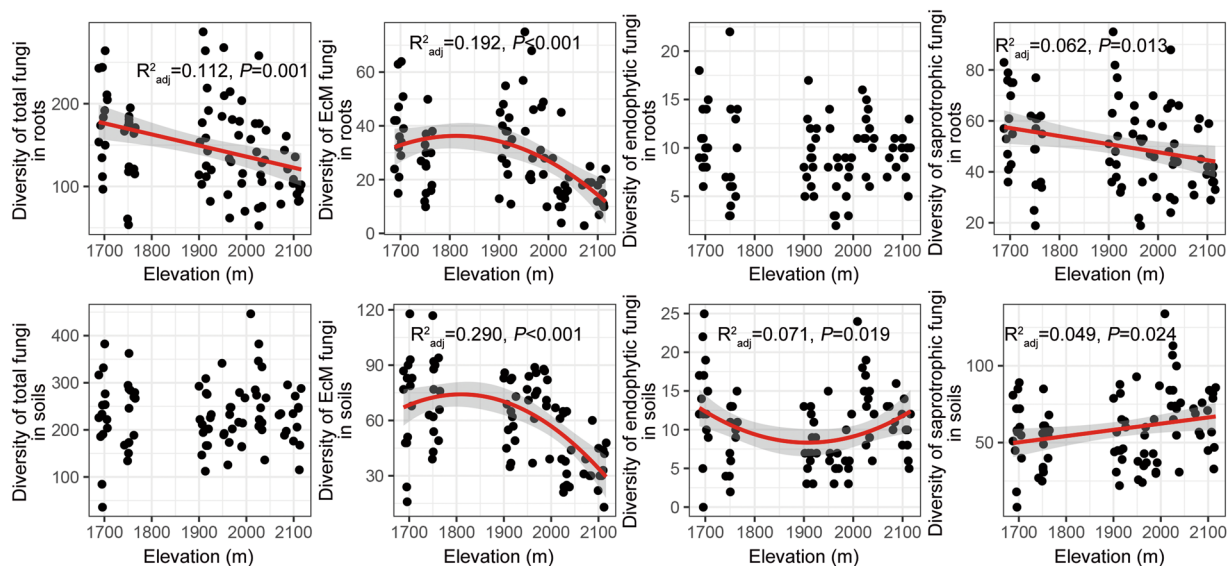 Diversity of total fungi
in roots
R²adj=0.112, P=0.001
200
100
1700 1800 1900 2000 2100
Elevation (m)
Diversity of EcM fungi
in roots
R²adj=0.192, P<0.001
60
40
20
0
1700 1800 1900 2000 2100
Elevation (m)
Diversity of endophytic fungi
in roots
20
15
10
5
1700 1800 1900 2000 2100
Elevation (m)
Diversity of saprotrophic fungi
in roots
R²adj=0.062, P=0.013
80
60
40
20
1700 1800 1900 2000 2100
Elevation (m)
Diversity of total fungi
in soils
400
300
200
100
1700 1800 1900 2000 2100
Elevation (m)
Diversity of EcM fungi
in soils
R²adj=0.290, P<0.001
120
90
60
30
1700 1800 1900 2000 2100
Elevation (m)
Diversity of endophytic fungi
in soils
R²adj=0.071, P=0.019
25
20
15
10
5
0
1700 1800 1900 2000 2100
Elevation (m)
Diversity of saprotrophic fungi
in soils
R²adj=0.049, P=0.024
100
50
1700 1800 1900 2000 2100
Elevation (m)